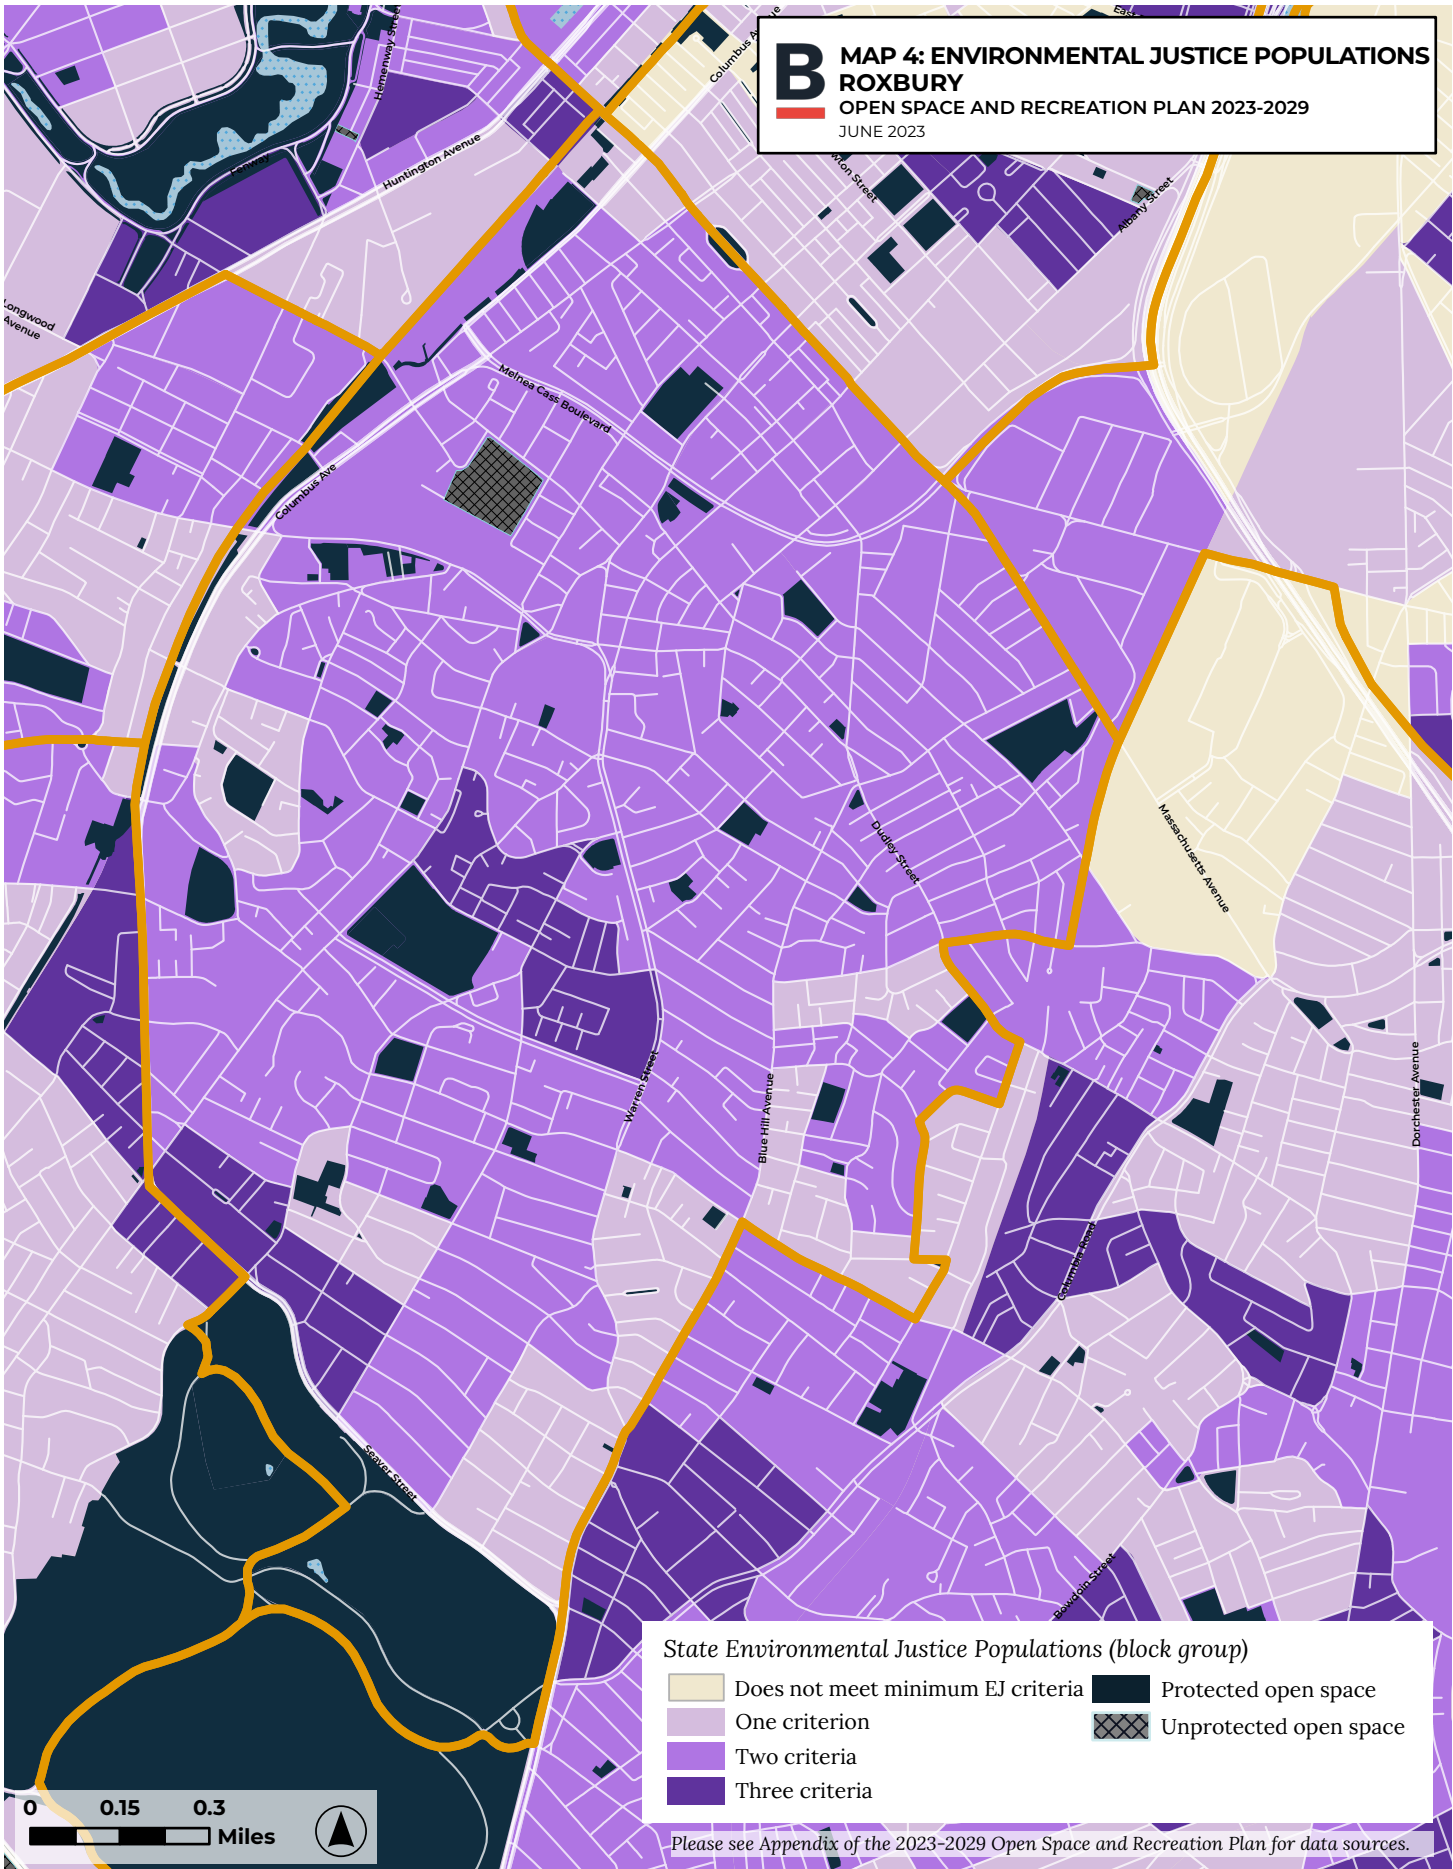 B
MAP 4: ENVIRONMENTAL JUSTICE POPULATIONS
ROXBURY
OPEN SPACE AND RECREATION PLAN 2023-2029
JUNE 2023
Hemenway Street
Columbus Avenue
Huntington Avenue
Fenway
Albany Street
Longwood
Avenue
Melnea Cass Boulevard
Columbus Ave
Massachusetts Avenue
Dudley Street
Warren Street
Blue Hill Avenue
Dorchester Avenue
Columbia Road
Seaver Street
Bowdoin Street
State Environmental Justice Populations (block group)
Does not meet minimum EJ criteria
One criterion
Two criteria
Three criteria
Protected open space
Unprotected open space
0 0.15 0.3
Miles
Please see Appendix of the 2023-2029 Open Space and Recreation Plan for data sources.